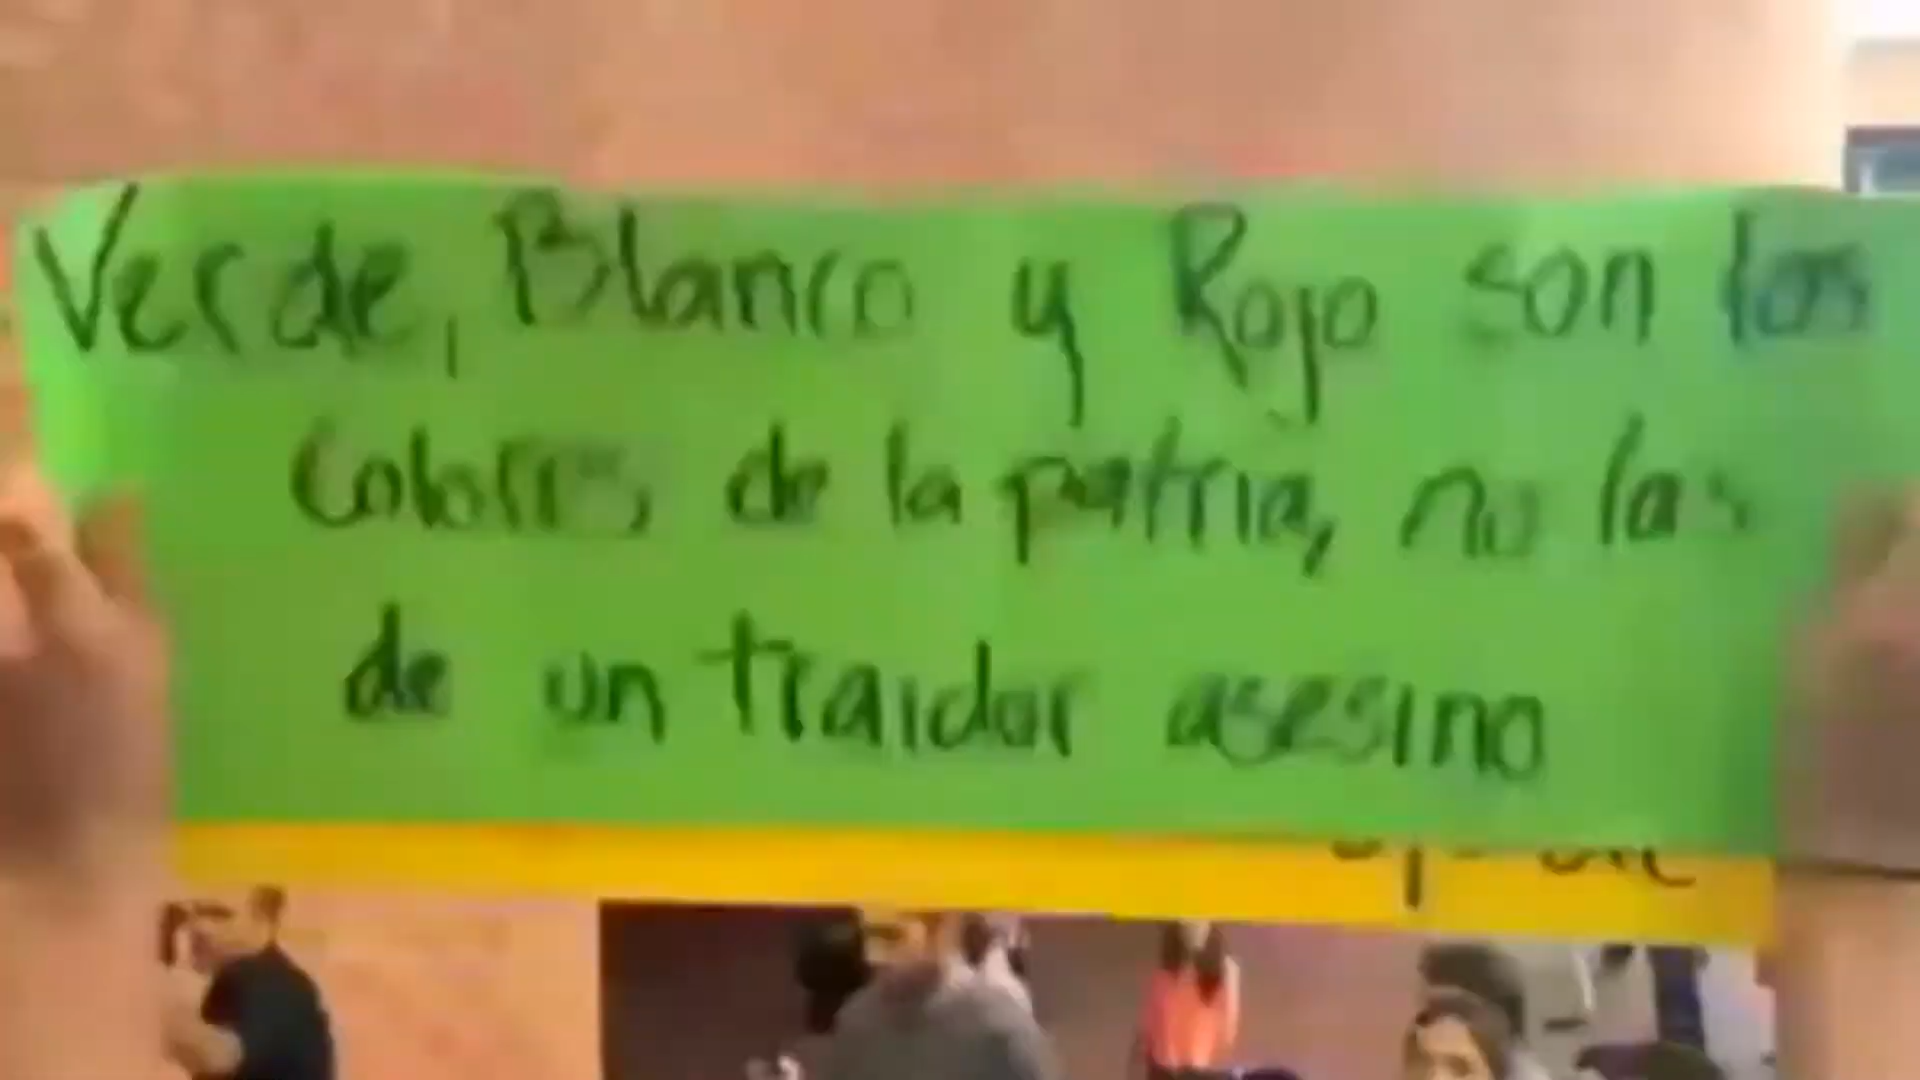 Verde, Blanco y Rojo son los
colores de la patria, no las
de un traidor asesino